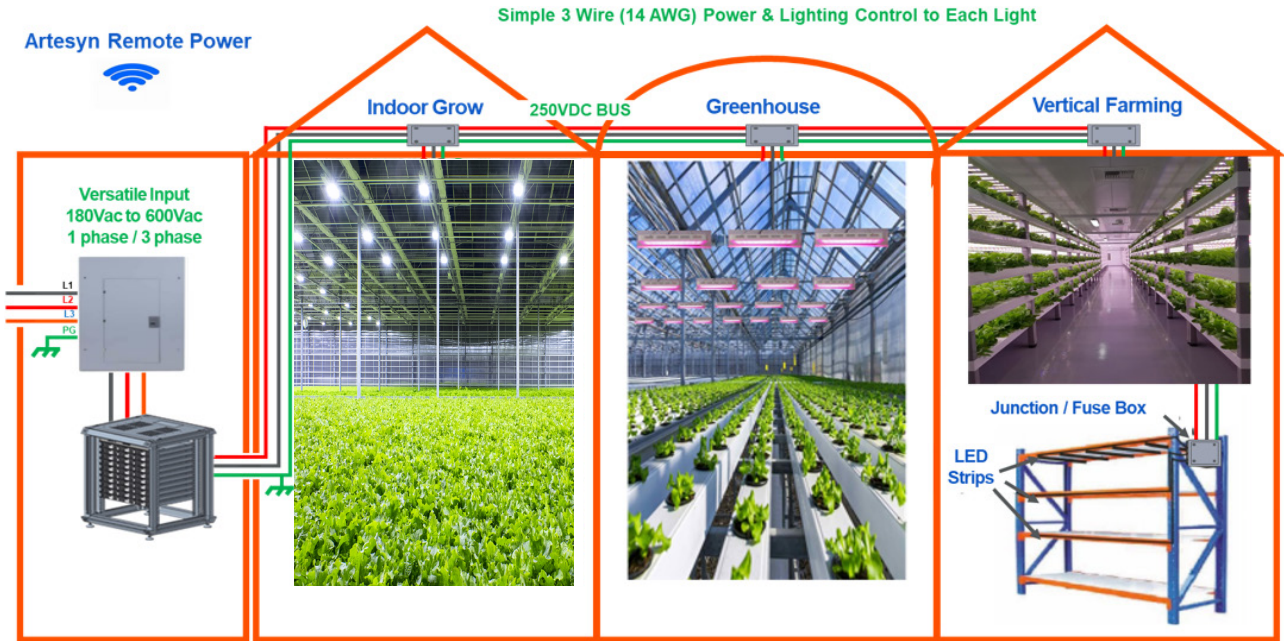 Simple 3 Wire (14 AWG) Power & Lighting Control to Each Light
Artesyn Remote Power
Indoor Grow
250VDC BUS
Greenhouse
Vertical Farming
Versatile Input
180Vac to 600Vac
1 phase / 3 phase
L1
L2
L3
PG
Junction / Fuse Box
LED
Strips